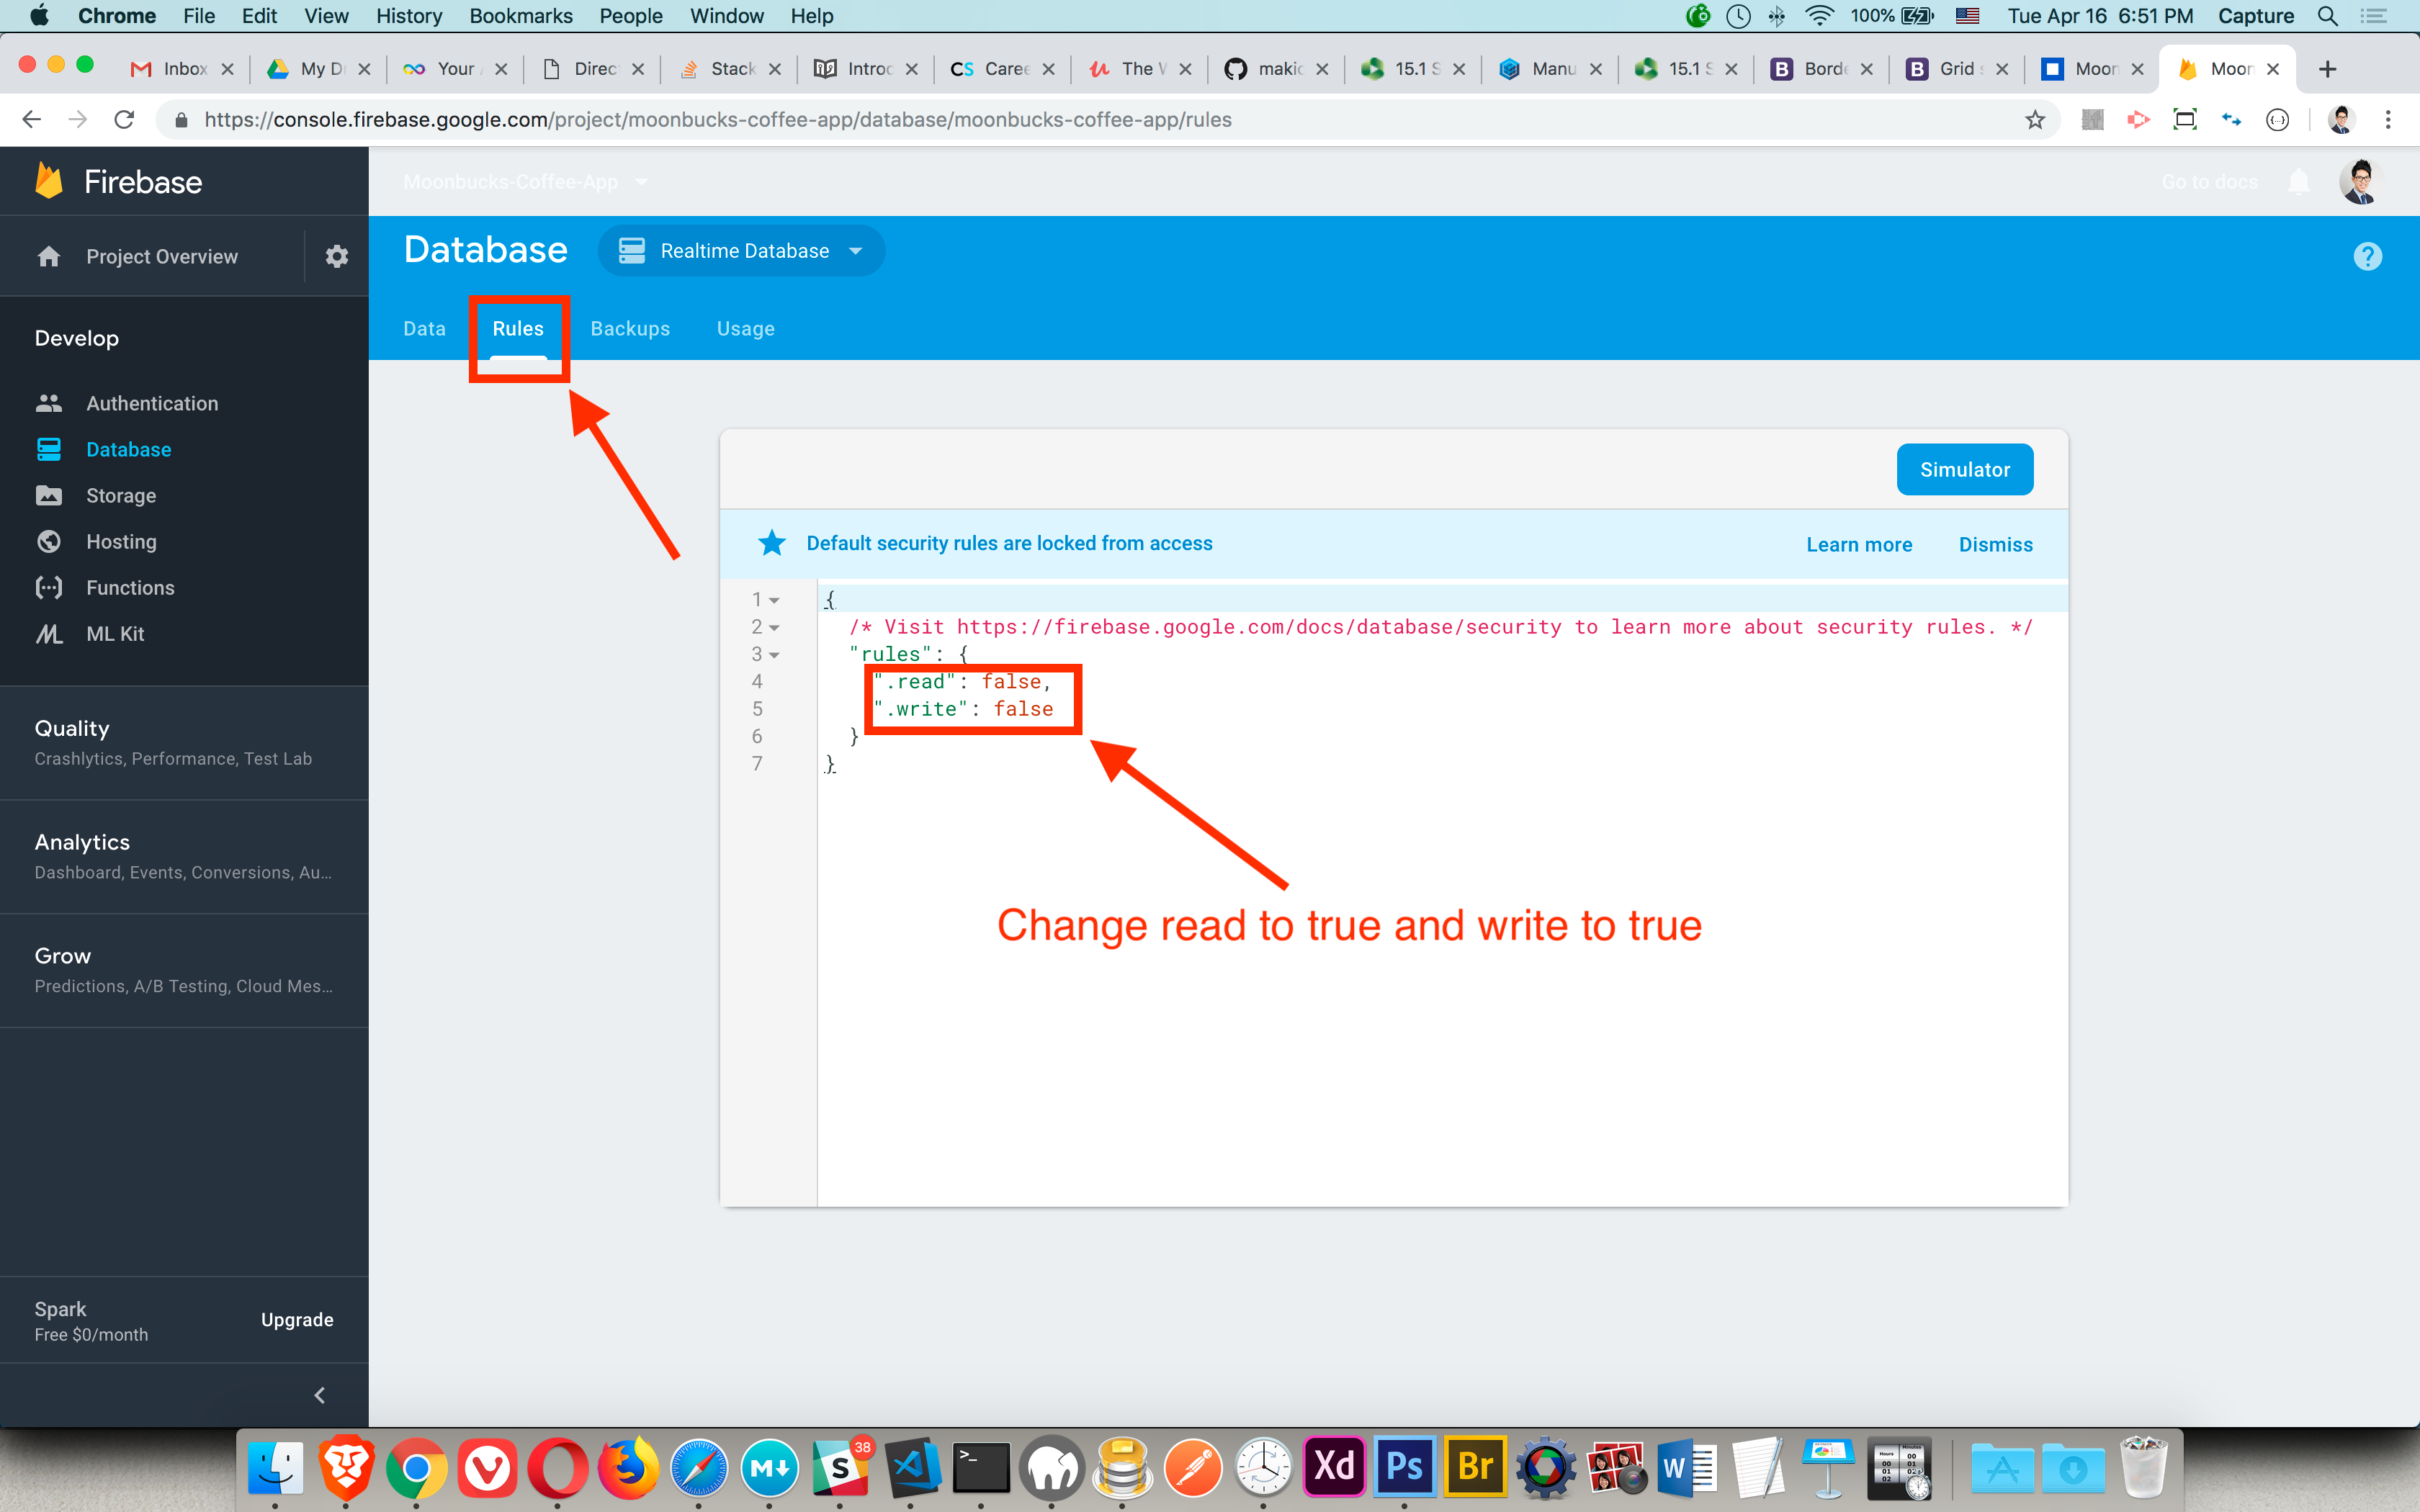 Chrome File Edit View History Bookmarks People Window Help 100% Tue Apr 16 6:51 PM Capture
Inbox My D Your Direc Stack Introc CS Caree The makic 15.1 S Manu 15.1 S B Borde B Grid Moon Moon
https://console.firebase.google.com/project/moonbucks-coffee-app/database/moonbucks-coffee-app/rules
Firebase
Moonbucks-Coffee-App
Go to docs
Project Overview
Database
Realtime Database
?
Data
Rules
Backups
Usage
Develop
Authentication
Database
Storage
Hosting
Functions
ML Kit
Quality
Crashlytics, Performance, Test Lab
Analytics
Dashboard, Events, Conversions, Au...
Grow
Predictions, A/B Testing, Cloud Mes...
Spark
Free $0/month
Upgrade
Simulator
Default security rules are locked from access
Learn more
Dismiss
1 {
2 /* Visit https://firebase.google.com/docs/database/security to learn more about security rules. */
3 "rules": {
4 ".read": false,
5 ".write": false
6 }
7 }
Change read to true and write to true
M S 38 >_ Xd Ps Br W